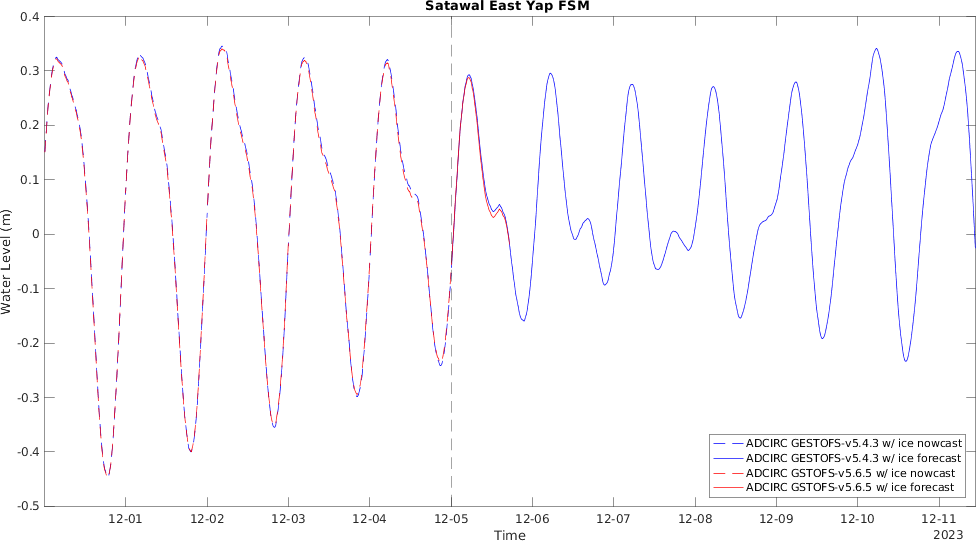 Satawal East Yap FSM
0.4
0.3
0.2
0.1
0
-0.1
-0.2
-0.3
-0.4
-0.5
Water Level (m)
ADCIRC GESTOFS-v5.4.3 w/ ice nowcast
ADCIRC GESTOFS-v5.4.3 w/ ice forecast
ADCIRC GSTOFS-v5.6.5 w/ ice nowcast
ADCIRC GSTOFS-v5.6.5 w/ ice forecast
12-01 12-02 12-03 12-04 12-05 12-06 12-07 12-08 12-09 12-10 12-11
Time
2023